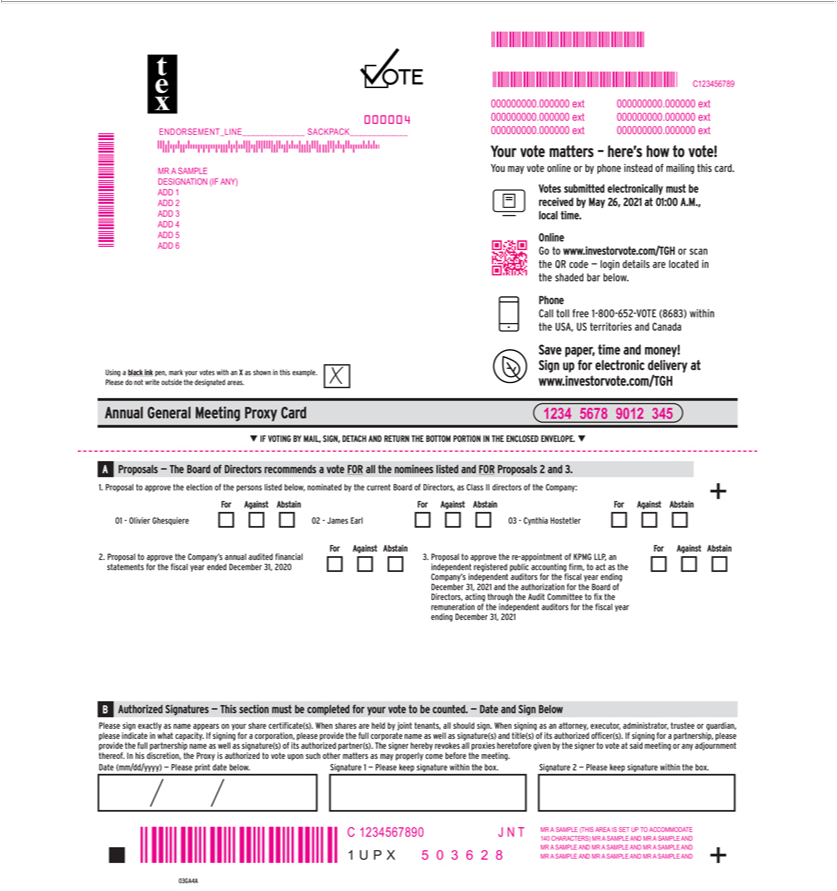 tex
VOTE
C123456789
000004
000000000.000000 ext 000000000.000000 ext
000000000.000000 ext 000000000.000000 ext
000000000.000000 ext 000000000.000000 ext
ENDORSEMENT_LINE______________ SACKPACK_____________
MR A SAMPLE
DESIGNATION (IF ANY)
ADD 1
ADD 2
ADD 3
ADD 4
ADD 5
ADD 6
Your vote matters – here's how to vote!
You may vote online or by phone instead of mailing this card.
Votes submitted electronically must be
received by May 26, 2021 at 01:00 A.M.,
local time.
Online
Go to www.investorvote.com/TGH or scan
the QR code — login details are located in
the shaded bar below.
Phone
Call toll free 1-800-652-VOTE (8683) within
the USA, US territories and Canada
Save paper, time and money!
Sign up for electronic delivery at
www.investorvote.com/TGH
Using a black ink pen, mark your votes with an X as shown in this example.
Please do not write outside the designated areas.
X
Annual General Meeting Proxy Card
1234 5678 9012 345
▼ IF VOTING BY MAIL, SIGN, DETACH AND RETURN THE BOTTOM PORTION IN THE ENCLOSED ENVELOPE. ▼
A Proposals — The Board of Directors recommends a vote FOR all the nominees listed and FOR Proposals 2 and 3.
1. Proposal to approve the election of the persons listed below, nominated by the current Board of Directors, as Class II directors of the Company:
+
For Against Abstain For Against Abstain For Against Abstain
01 - Olivier Ghesquiere 02 - James Earl 03 - Cynthia Hostetler
For Against Abstain
2. Proposal to approve the Company's annual audited financial
statements for the fiscal year ended December 31, 2020
For Against Abstain
3. Proposal to approve the re-appointment of KPMG LLP, an
independent registered public accounting firm, to act as the
Company's independent auditors for the fiscal year ending
December 31, 2021 and the authorization for the Board of
Directors, acting through the Audit Committee to fix the
remuneration of the independent auditors for the fiscal year
ending December 31, 2021
B Authorized Signatures — This section must be completed for your vote to be counted. — Date and Sign Below
Please sign exactly as name appears on your share certificate(s). When shares are held by joint tenants, all should sign. When signing as an attorney, executor, administrator, trustee or guardian,
please indicate in what capacity. If signing for a corporation, please provide the full corporate name as well as signature(s) and title(s) of its authorized officer(s). If signing for a partnership, please
provide the full partnership name as well as signature(s) of its authorized partner(s). The signer hereby revokes all proxies heretofore given by the signer to vote at said meeting or any adjournment
thereof. In his discretion, the Proxy is authorized to vote upon such other matters as may properly come before the meeting.
Date (mm/dd/yyyy) — Please print date below. Signature 1 — Please keep signature within the box. Signature 2 — Please keep signature within the box.
/ /
C 1234567890 J N T
1 U P X 5 0 3 6 2 8
MR A SAMPLE (THIS AREA IS SET UP TO ACCOMMODATE
140 CHARACTERS) MR A SAMPLE AND MR A SAMPLE AND
MR A SAMPLE AND MR A SAMPLE AND MR A SAMPLE AND
MR A SAMPLE AND MR A SAMPLE AND MR A SAMPLE AND
+
03GA4A